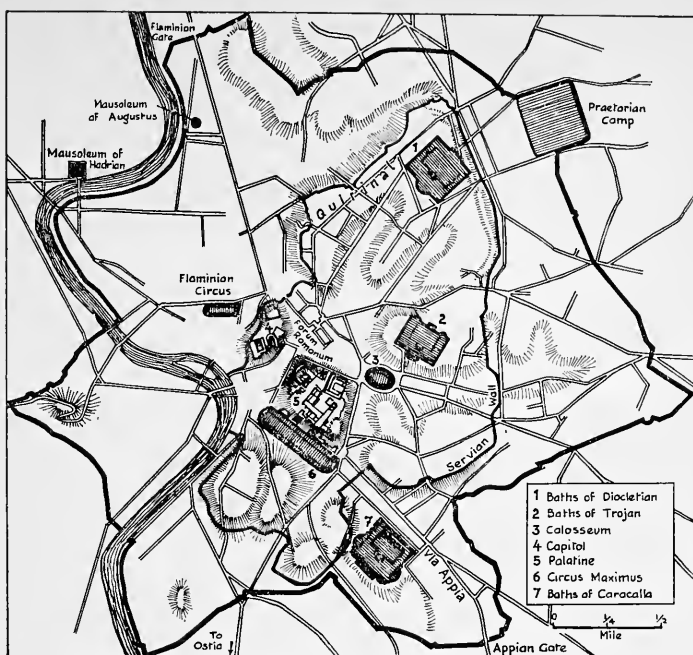 Flaminian
Gate
Mausoleum
of Augustus
Mausoleum of
Hadrian
Praetorian
Camp
1
Quirinal
Flaminian
Circus
4
Forum
Romanum
2
3
5
6
Servian Wall
7
Via Appia
1 Baths of Diocletian
2 Baths of Trojan
3 Colosseum
4 Capitol
5 Palatine
6 Circus Maximus
7 Baths of Caracalla
0 1/4 1/2
Mile
To
Ostia
Appian Gate